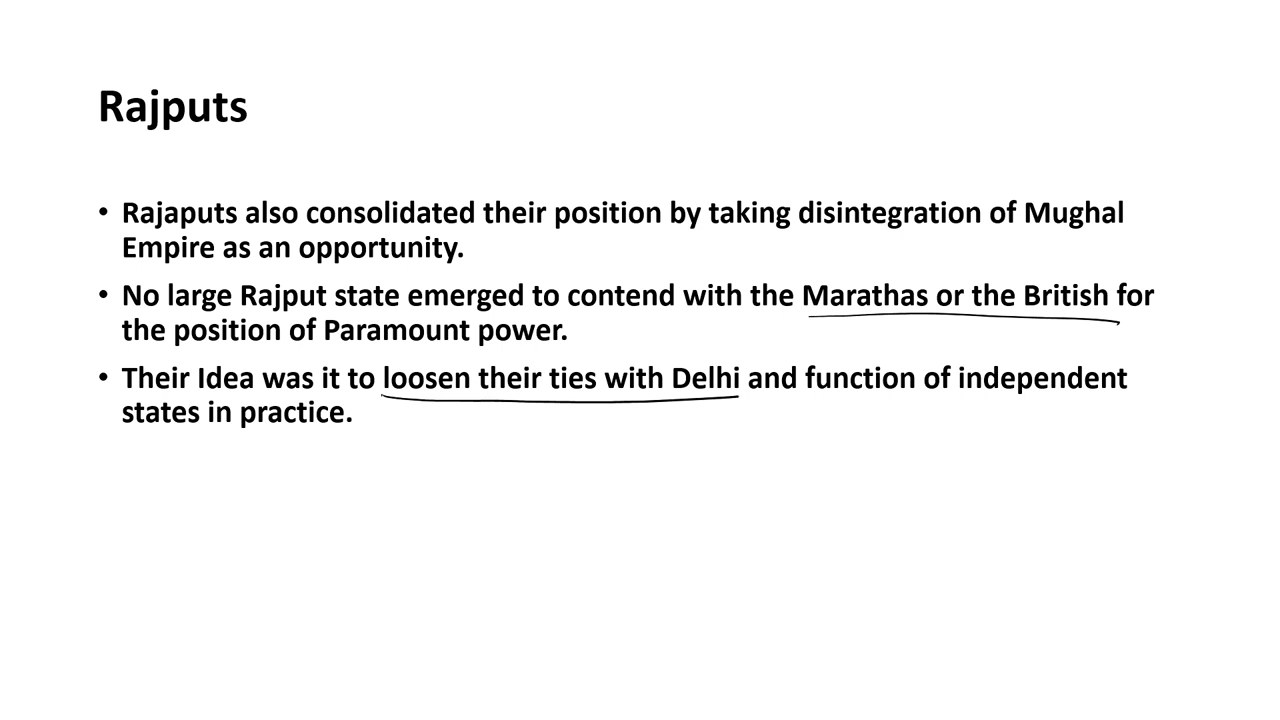 Rajputs
• Rajaputs also consolidated their position by taking disintegration of Mughal
Empire as an opportunity.
• No large Rajput state emerged to contend with the Marathas or the British for
the position of Paramount power.
• Their Idea was it to loosen their ties with Delhi and function of independent
states in practice.